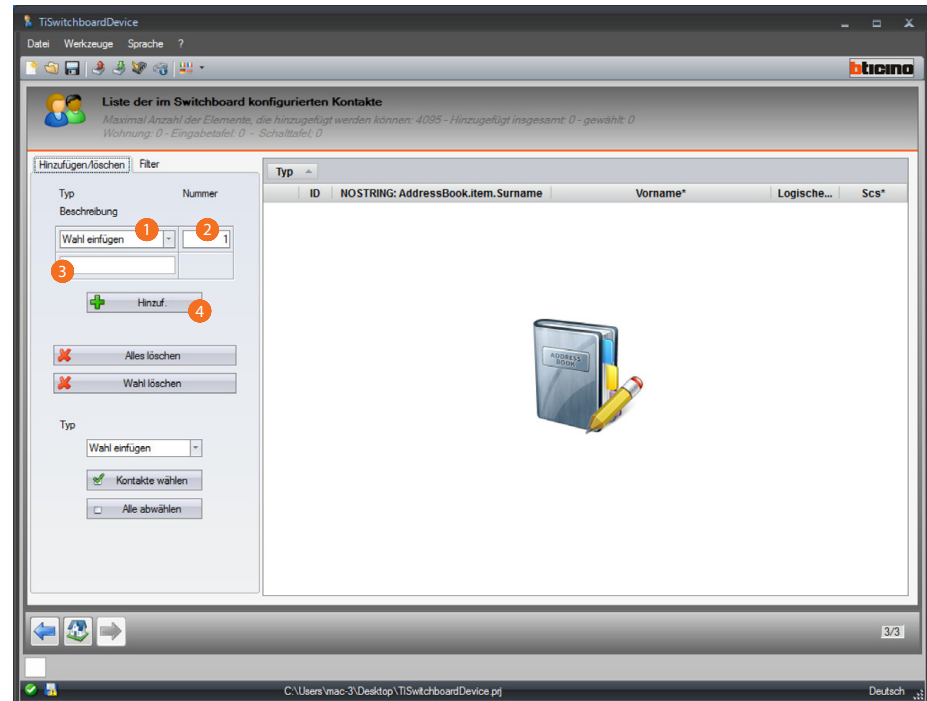 TiSwitchboardDevice
Datei Werkzeuge Sprache ?
bticino
Liste der im Switchboard konfigurierten Kontakte
Maximal Anzahl der Elemente, die hinzugefügt werden können: 4095 - Hinzugefügt insgesamt: 0 - gewählt: 0
Wohnung: 0 - Eingabetafel: 0 - Schalttafel; 0
Hinzufügen/löschen Filter
Typ Nummer
Beschreibung
Wahl einfügen 1 2 1
3
Hinzuf. 4
Alles löschen
Wahl löschen
Typ
Wahl einfügen
Kontakte wählen
Alle abwählen
Typ
ID NOSTRING: AddressBook.item.Surname Vorname* Logische... Scs*
ADDRESS
BOOK
3/3
C:\Users\mac-3\Desktop\TiSwitchboardDevice.prj Deutsch